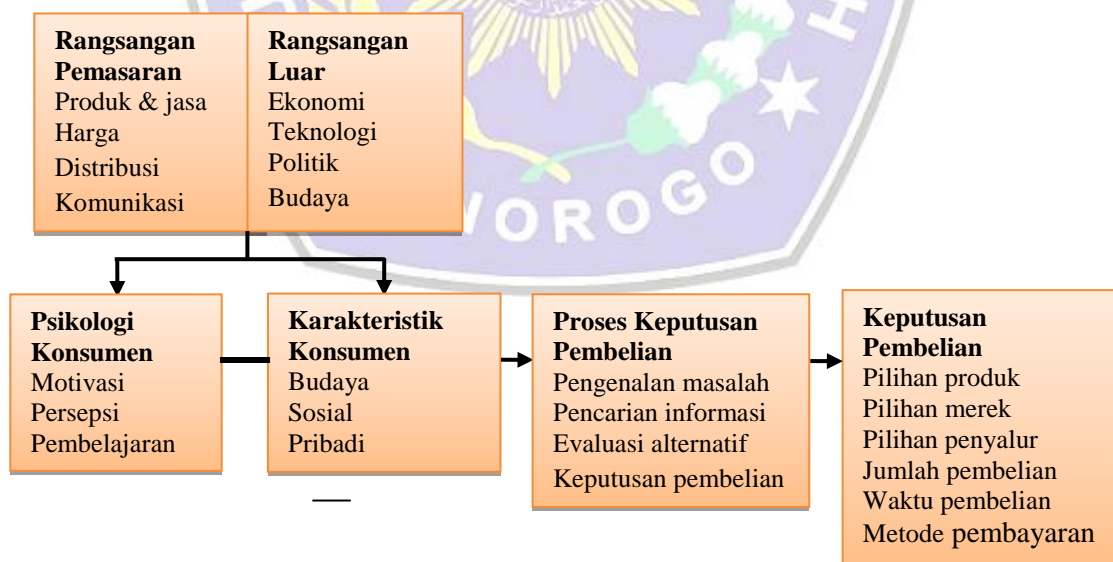 Rangsangan
Pemasaran
Produk & jasa
Harga
Distribusi
Komunikasi
Rangsangan
Luar
Ekonomi
Teknologi
Politik
Budaya
OROGO
H
Psikologi
Konsumen
Motivasi
Persepsi
Pembelajaran
Karakteristik
Konsumen
Budaya
Sosial
Pribadi
Proses Keputusan
Pembelian
Pengenalan masalah
Pencarian informasi
Evaluasi alternatif
Keputusan pembelian
Keputusan
Pembelian
Pilihan produk
Pilihan merek
Pilihan penyalur
Jumlah pembelian
Waktu pembelian
Metode pembayaran